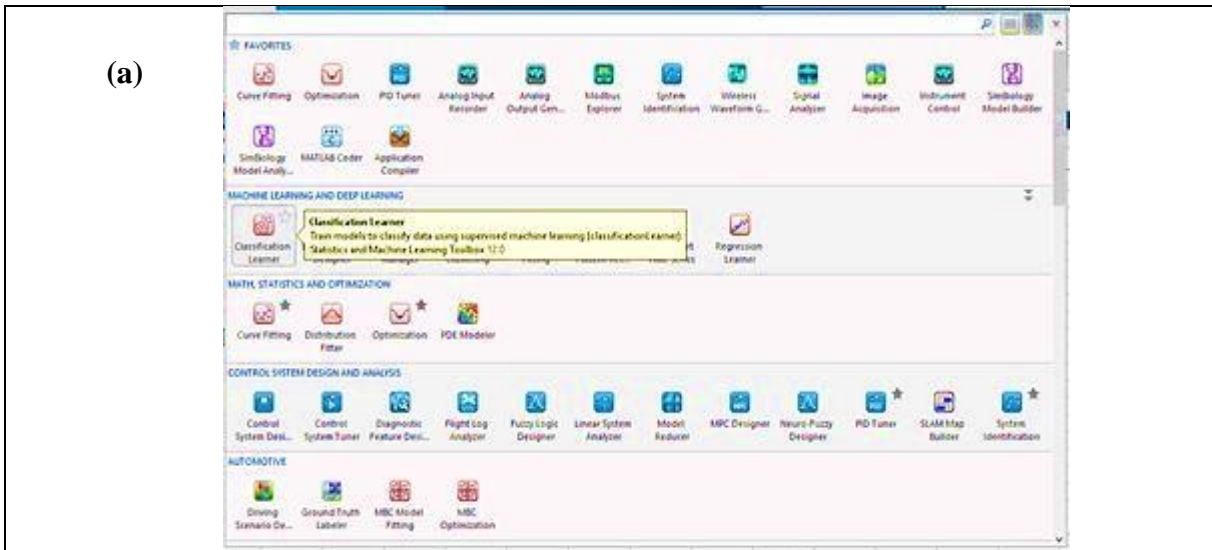 (a)
FAVORITES
Curve Fitting Optimization PID Tuner Analog Input Analog Modbus System Wireless Signal Image Instrument SimBiology
Recorder Output Gen... Explorer Identification Waveform G... Analyzer Acquisition Control Model Builder
SimBiology MATLAB Coder Application
Model Analy... Compiler
MACHINE LEARNING AND DEEP LEARNING
Classification Learner
Train models to classify data using supervised machine learning (classificationLearner)
Classification Statistics and Machine Learning Toolbox 12.0 Regression
Learner Designer Manager Clustering Fitting Learner
MATH, STATISTICS AND OPTIMIZATION
Curve Fitting Distribution Optimization PDE Modeler
Fitter
CONTROL SYSTEM DESIGN AND ANALYSIS
Control Control Diagnostic Flight Log Fuzzy Logic Linear System Model MPC Designer Neuro-Fuzzy PID Tuner SLAM Map System
System Desi... System Tuner Feature Desi... Analyzer Designer Analyzer Reducer Designer Builder Identification
AUTOMOTIVE
Driving Ground Truth MBC Model MBC
Scenario De... Labeler Fitting Optimization